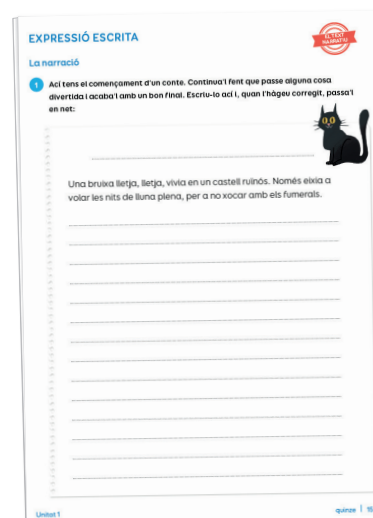 EXPRESSIÓ ESCRITA
EL TEXT
NARRATIU
La narració
1 Ací tens el començament d'un conte. Continua'l fent que passe alguna cosa
divertida i acaba'l amb un bon final. Escriu-lo ací i, quan l'hàgeu corregit, passa'l
en net:
Una bruixa lletja, lletja, vivia en un castell ruïnós. Només eixia a
volar les nits de lluna plena, per a no xocar amb els fumerals.
Unitat 1
quinze | 15